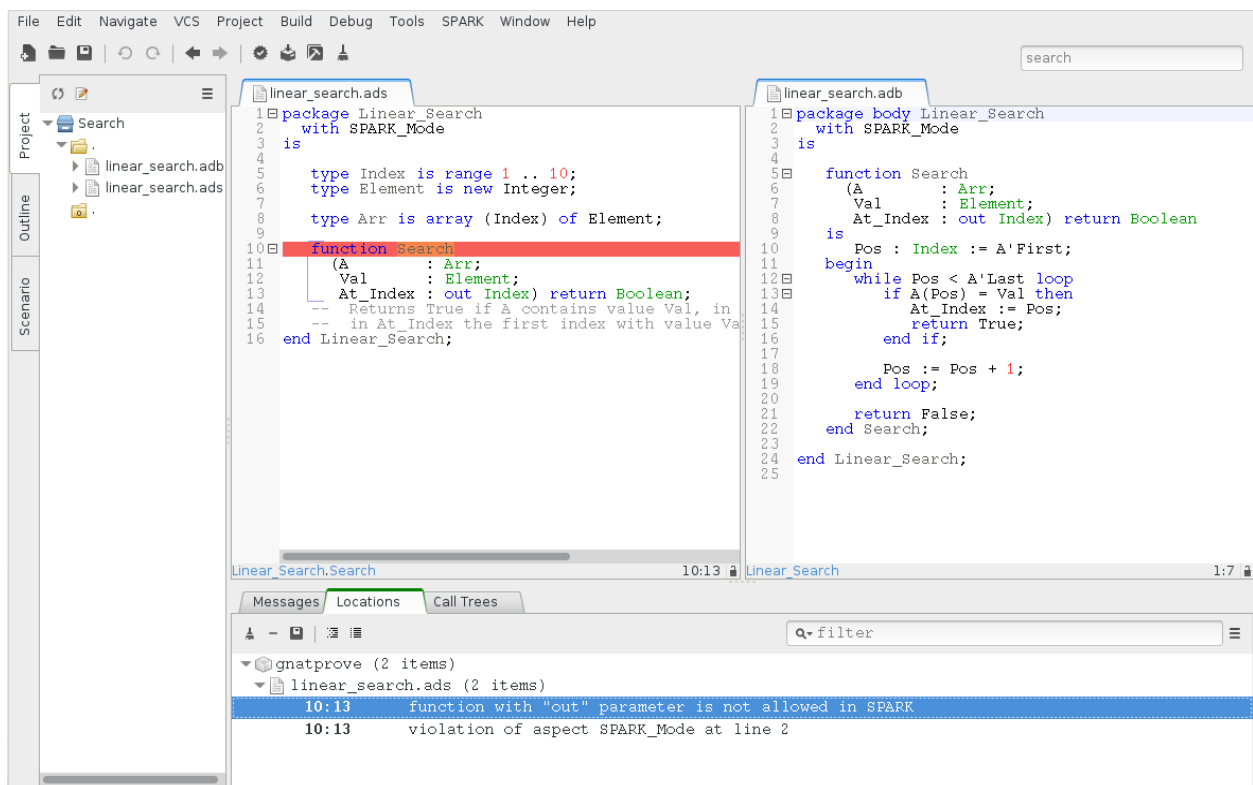 File Edit Navigate VCS Project Build Debug Tools SPARK Window Help
search
Project
Outline
Scenario
Search
.
linear_search.adb
linear_search.ads
.
linear_search.ads
1 package Linear_Search
2   with SPARK_Mode
3 is
4
5    type Index is range 1 .. 10;
6    type Element is new Integer;
7
8    type Arr is array (Index) of Element;
9
10    function Search
11      (A        : Arr;
12       Val      : Element;
13       At_Index : out Index) return Boolean;
14    --  Returns True if A contains value Val, in
15    --  in At_Index the first index with value Va
16 end Linear_Search;
Linear_Search.Search 10:13
linear_search.adb
1 package body Linear_Search
2   with SPARK_Mode
3 is
4
5    function Search
6      (A        : Arr;
7       Val      : Element;
8       At_Index : out Index) return Boolean
9    is
10       Pos : Index := A'First;
11    begin
12       while Pos < A'Last loop
13          if A(Pos) = Val then
14             At_Index := Pos;
15             return True;
16          end if;
17
18          Pos := Pos + 1;
19       end loop;
20
21       return False;
22    end Search;
23
24 end Linear_Search;
25
Linear_Search 1:7
Messages Locations Call Trees
filter
gnatprove (2 items)
linear_search.ads (2 items)
10:13 function with "out" parameter is not allowed in SPARK
10:13 violation of aspect SPARK_Mode at line 2